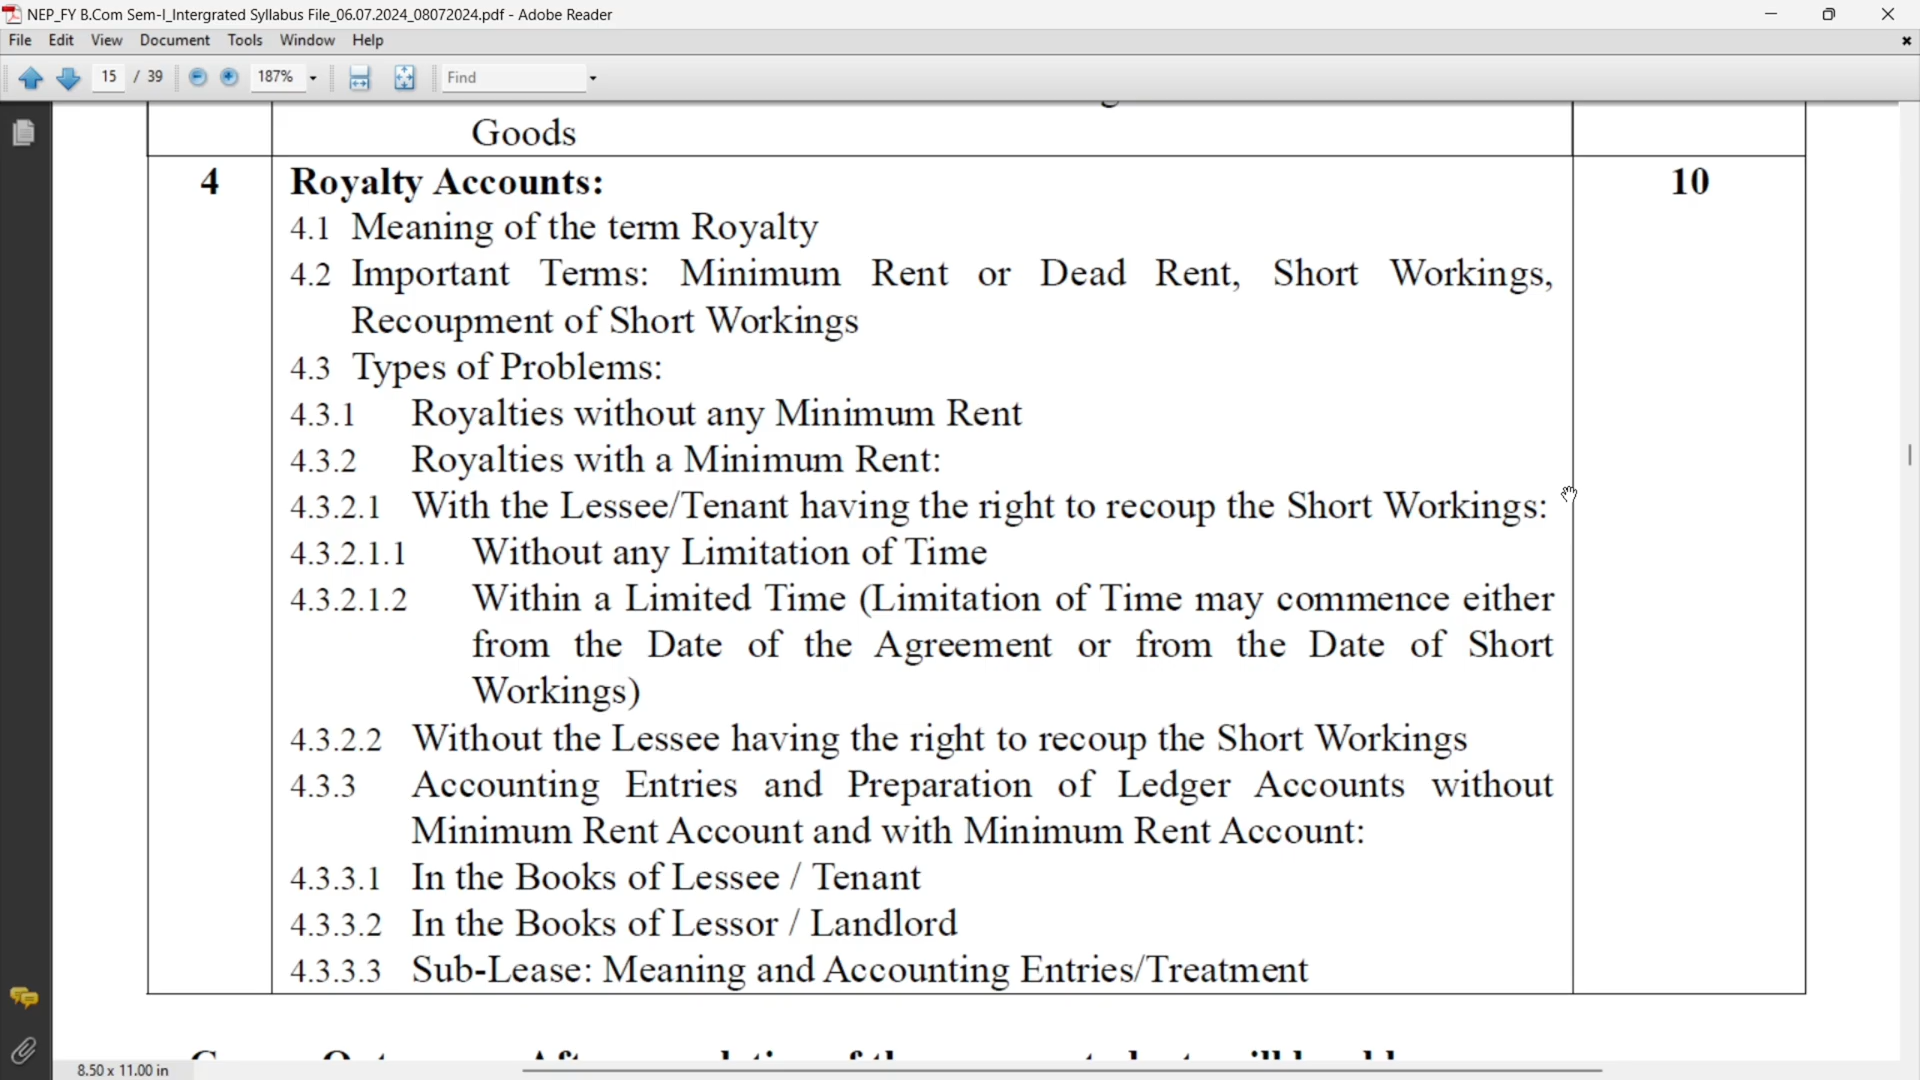 NEP_FY B.Com Sem-I_Intergrated Syllabus File_06.07.2024_08072024.pdf - Adobe Reader
File Edit View Document Tools Window Help
15 / 39 187% Find
Goods
4 Royalty Accounts: 10
4.1 Meaning of the term Royalty
4.2 Important Terms: Minimum Rent or Dead Rent, Short Workings,
Recoupment of Short Workings
4.3 Types of Problems:
4.3.1 Royalties without any Minimum Rent
4.3.2 Royalties with a Minimum Rent:
4.3.2.1 With the Lessee/Tenant having the right to recoup the Short Workings:
4.3.2.1.1 Without any Limitation of Time
4.3.2.1.2 Within a Limited Time (Limitation of Time may commence either
from the Date of the Agreement or from the Date of Short
Workings)
4.3.2.2 Without the Lessee having the right to recoup the Short Workings
4.3.3 Accounting Entries and Preparation of Ledger Accounts without
Minimum Rent Account and with Minimum Rent Account:
4.3.3.1 In the Books of Lessee / Tenant
4.3.3.2 In the Books of Lessor / Landlord
4.3.3.3 Sub-Lease: Meaning and Accounting Entries/Treatment
8.50 x 11.00 in